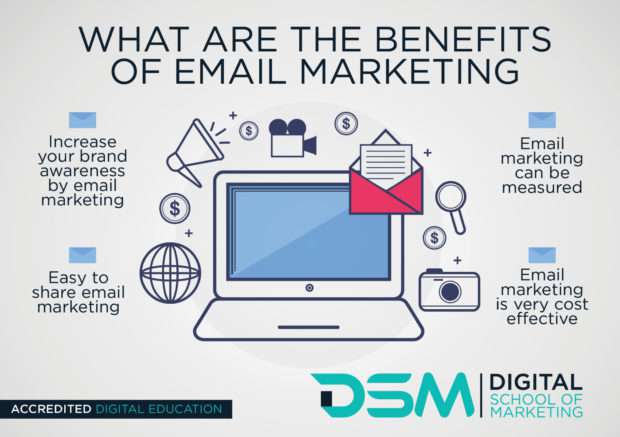 WHAT ARE THE BENEFITS
OF EMAIL MARKETING
Increase
your brand
awareness
by email
marketing
Email
marketing
can be
measured
Easy to
share email
marketing
Email
marketing
is very cost
effective
$
$
$
$
ACCREDITED DIGITAL EDUCATION
DSM
DIGITAL
SCHOOL OF
MARKETING